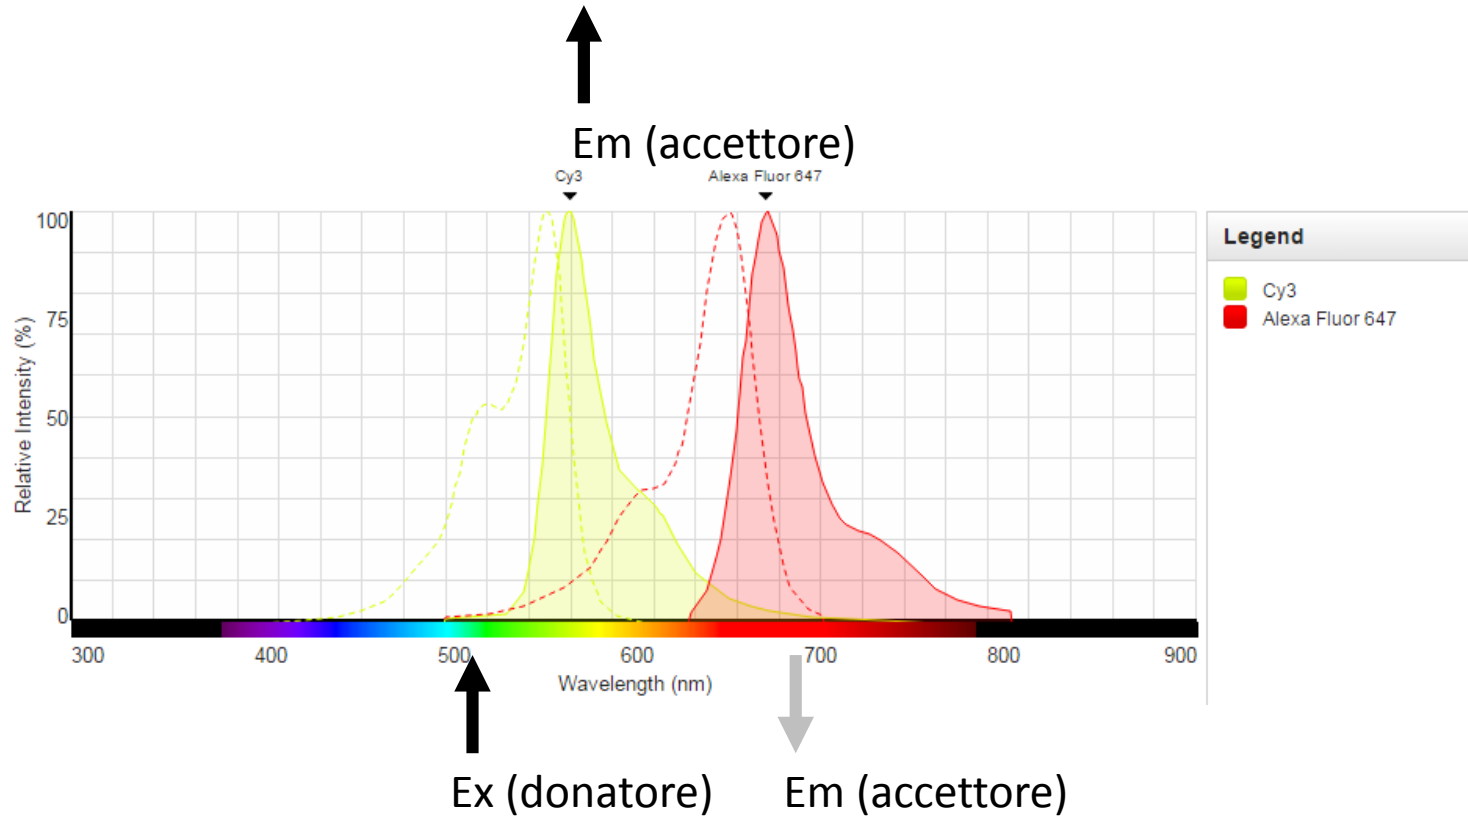 Em (accettore)
Cy3
Alexa Fluor 647
100
75
50
25
0
Relative Intensity (%)
300
400
500
600
700
800
900
Wavelength (nm)
Legend
Cy3
Alexa Fluor 647
Ex (donatore)
Em (accettore)